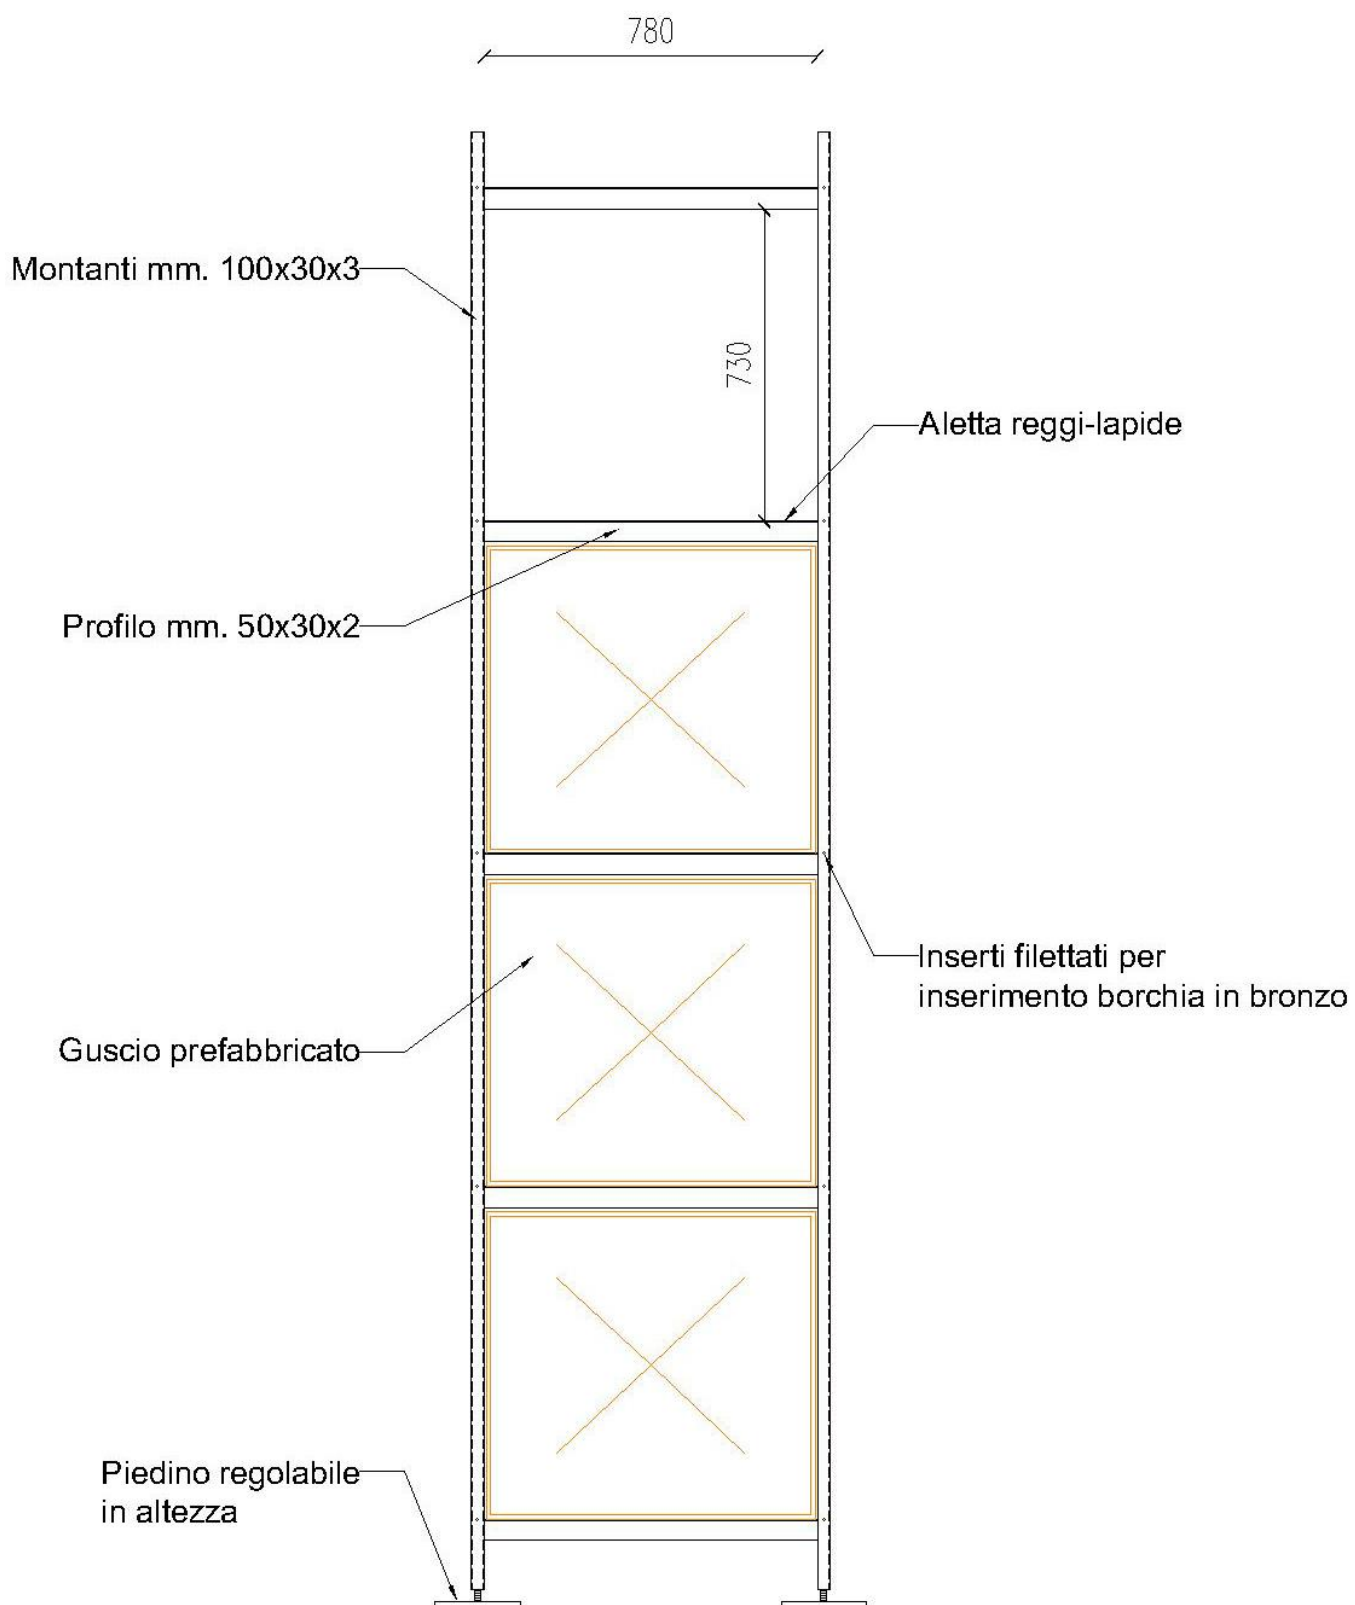 780
Montanti mm. 100x30x3
730
Aletta reggi-lapide
Profilo mm. 50x30x2
Inserti filettati per
inserimento borchia in bronzo
Guscio prefabbricato
Piedino regolabile
in altezza